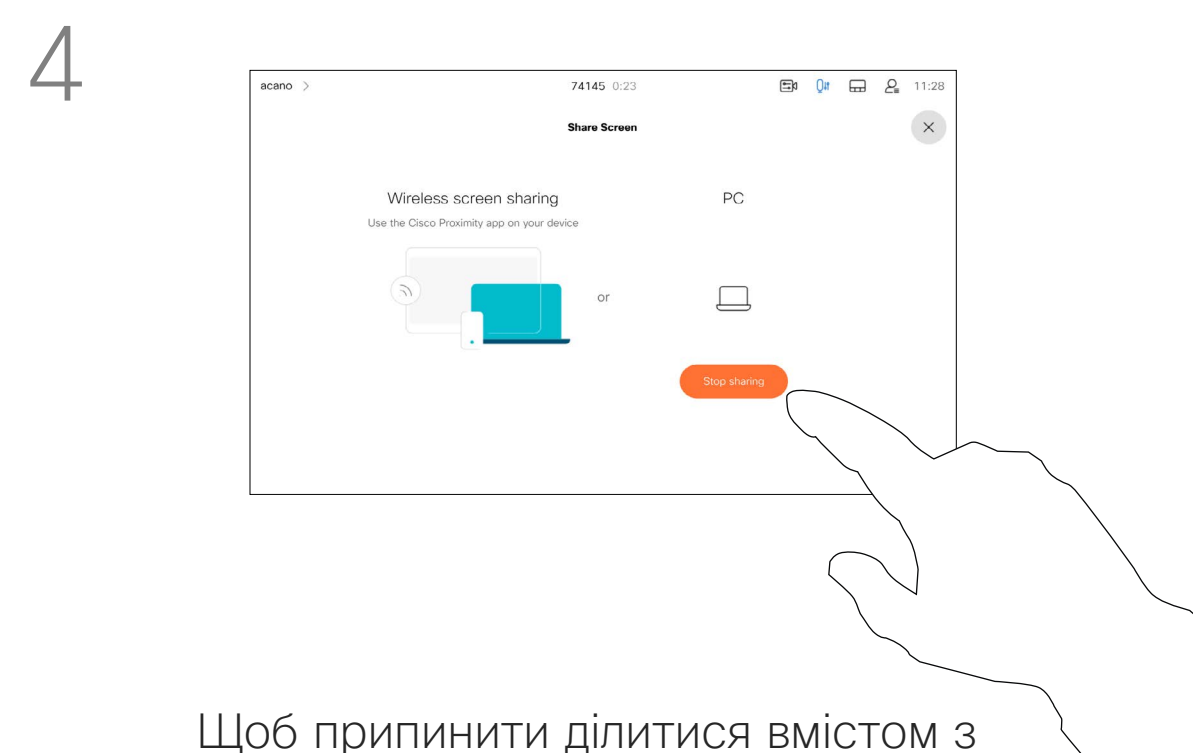 4
acano 74145 0:23 11:28
Share Screen
Wireless screen sharing PC
Use the Cisco Proximity app on your device
or
Stop sharing
Щоб припинити ділитися вмістом з